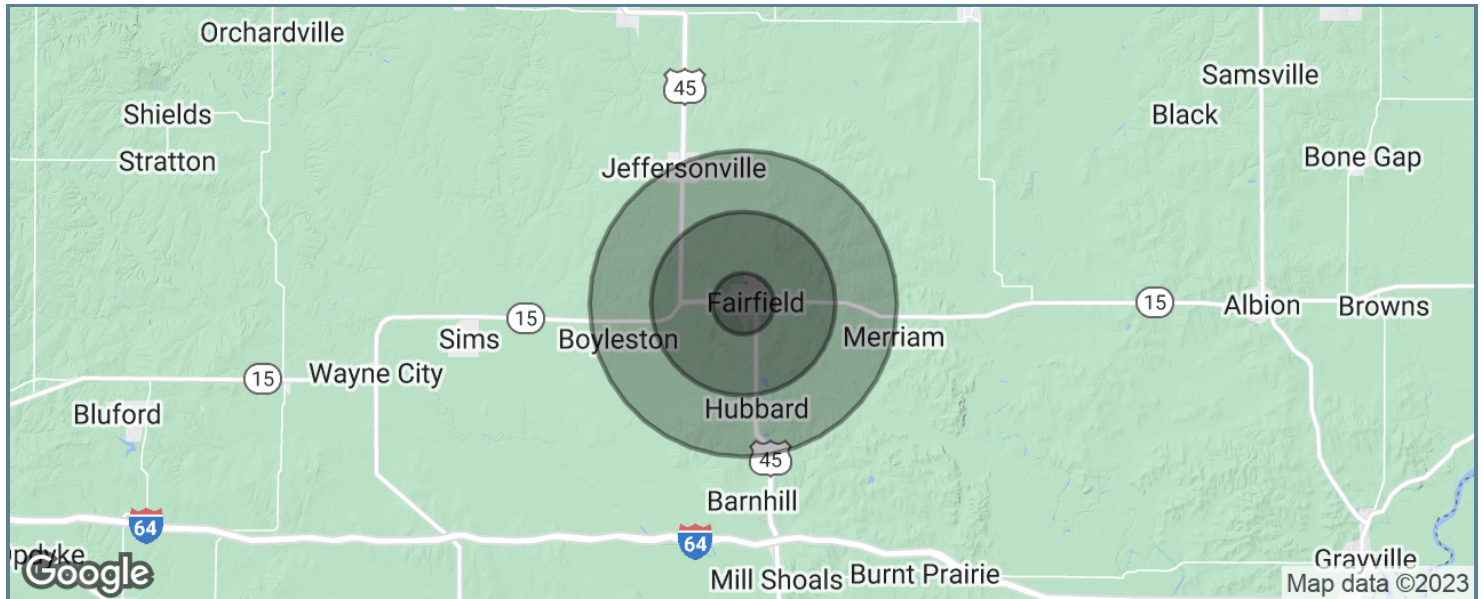 Orchardville
45
Samsville
Shields
Black
Stratton
Bone Gap
Jeffersonville
Fairfield
15
Albion
Browns
15
Sims
Boyleston
Merriam
Wayne City
15
Bluford
Hubbard
45
Barnhill
64
64
Opdyke
Grayville
Google
Mill Shoals
Burnt Prairie
Map data ©2023